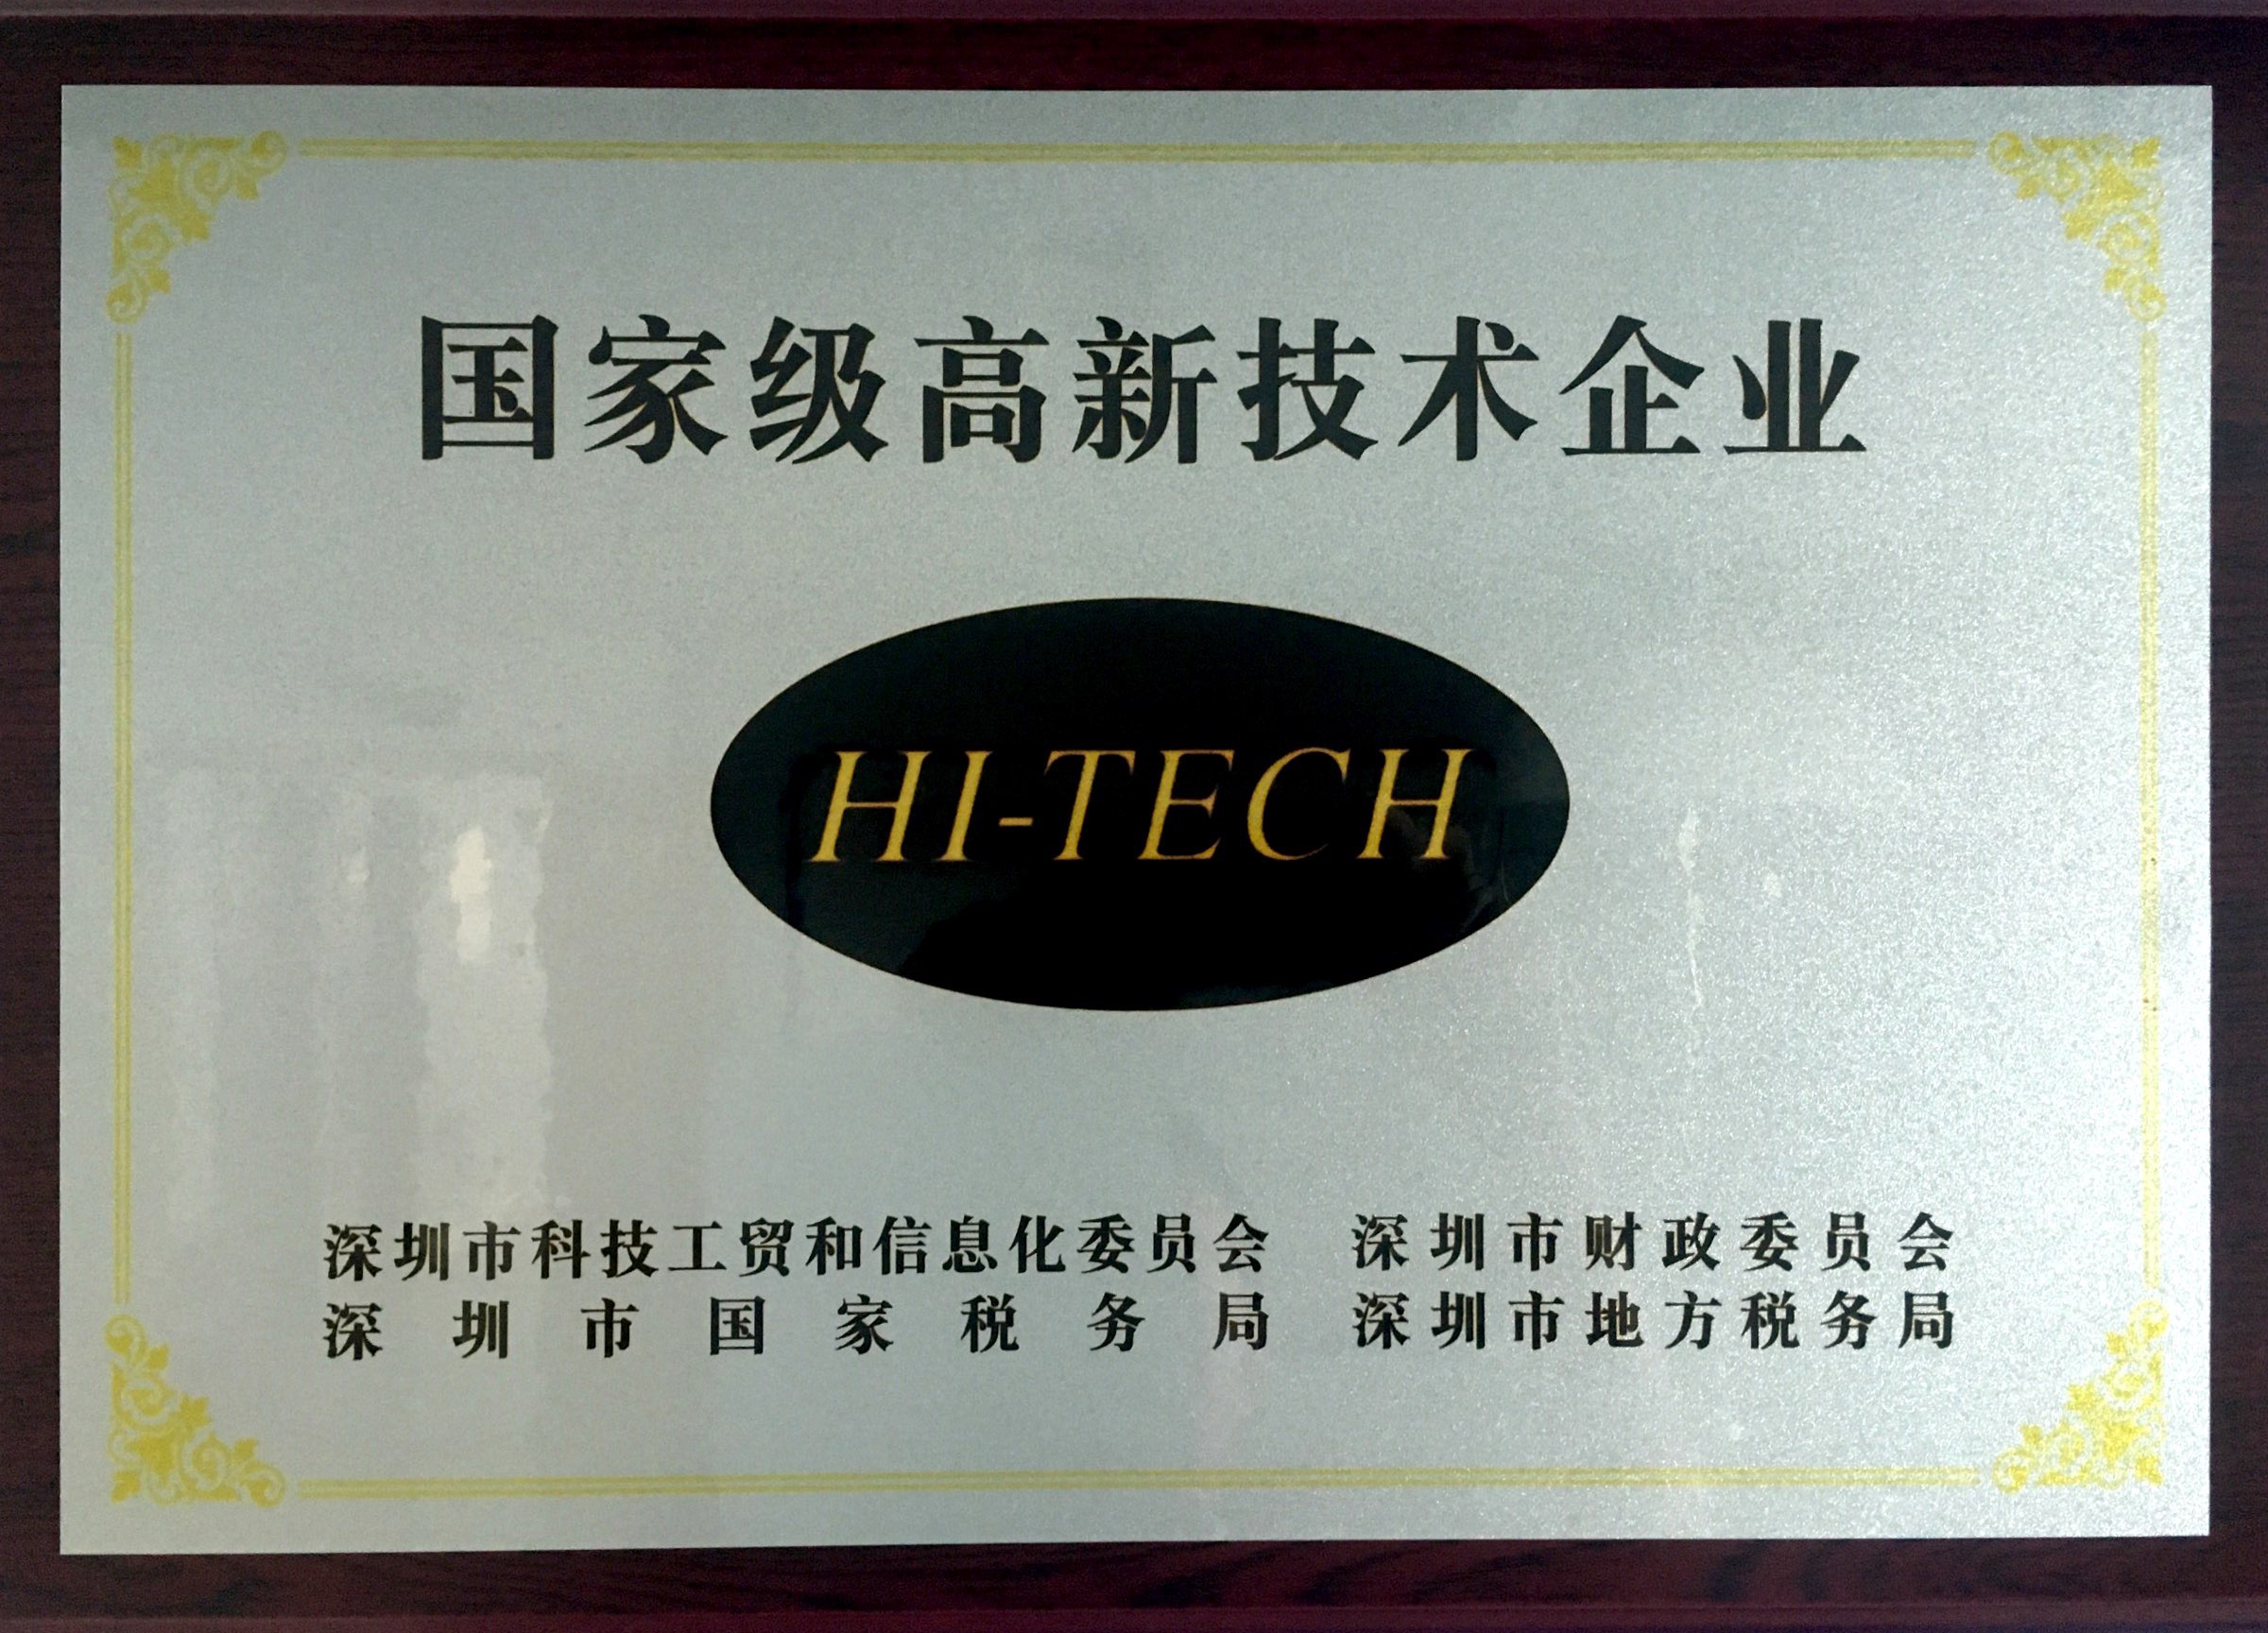 国家级高新技术企业
HI-TECH
深圳市科技工贸和信息化委员会 深圳市财政委员会
深圳市国家税务局 深圳市地方税务局